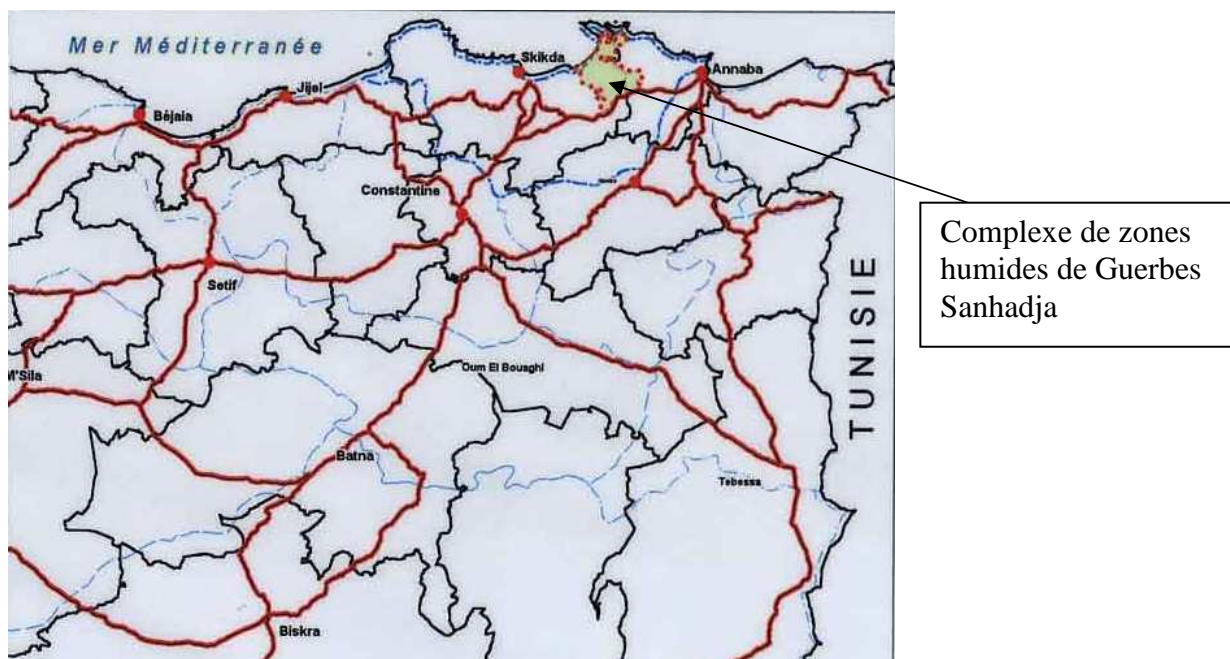 Mer Méditerranée
Skikda
Annaba
Jijel
Béjaia
Constantine
Complexe de zones
humides de Guerbes
Sanhadja
Setif
TUNISIE
M'Sila
Oum El Bouaghi
Batna
Tebessa
Biskra